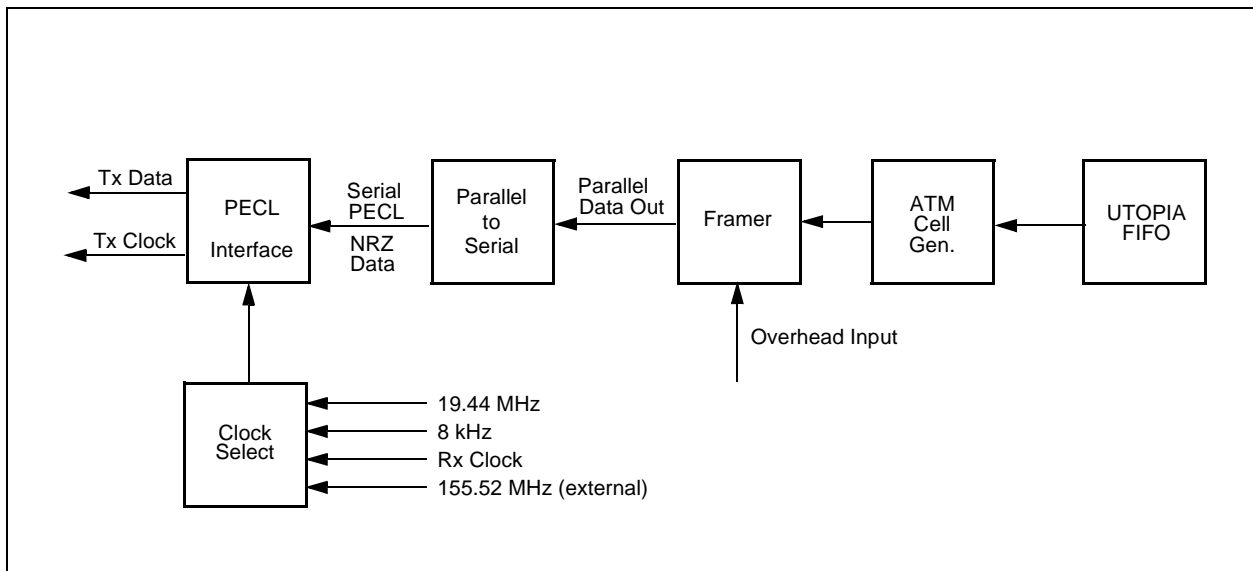 Tx Data
Tx Clock
PECL
Interface
Serial
PECL
NRZ
Data
Parallel
to
Serial
Parallel
Data Out
Framer
ATM
Cell
Gen.
UTOPIA
FIFO
Overhead Input
Clock
Select
19.44 MHz
8 kHz
Rx Clock
155.52 MHz (external)